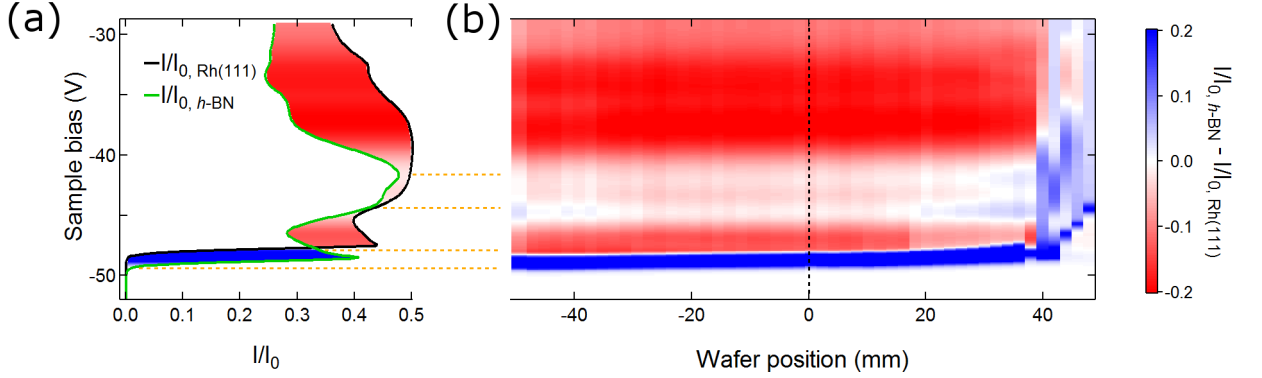 (a)
-30
-40
-50
Sample bias (V)
I/I0, Rh(111)
I/I0, h-BN
0.0 0.1 0.2 0.3 0.4 0.5
I/I0
(b)
-40 -20 0 20 40
Wafer position (mm)
0.2
0.1
0.0
-0.1
-0.2
I/I0, h-BN - I/I0, Rh(111)